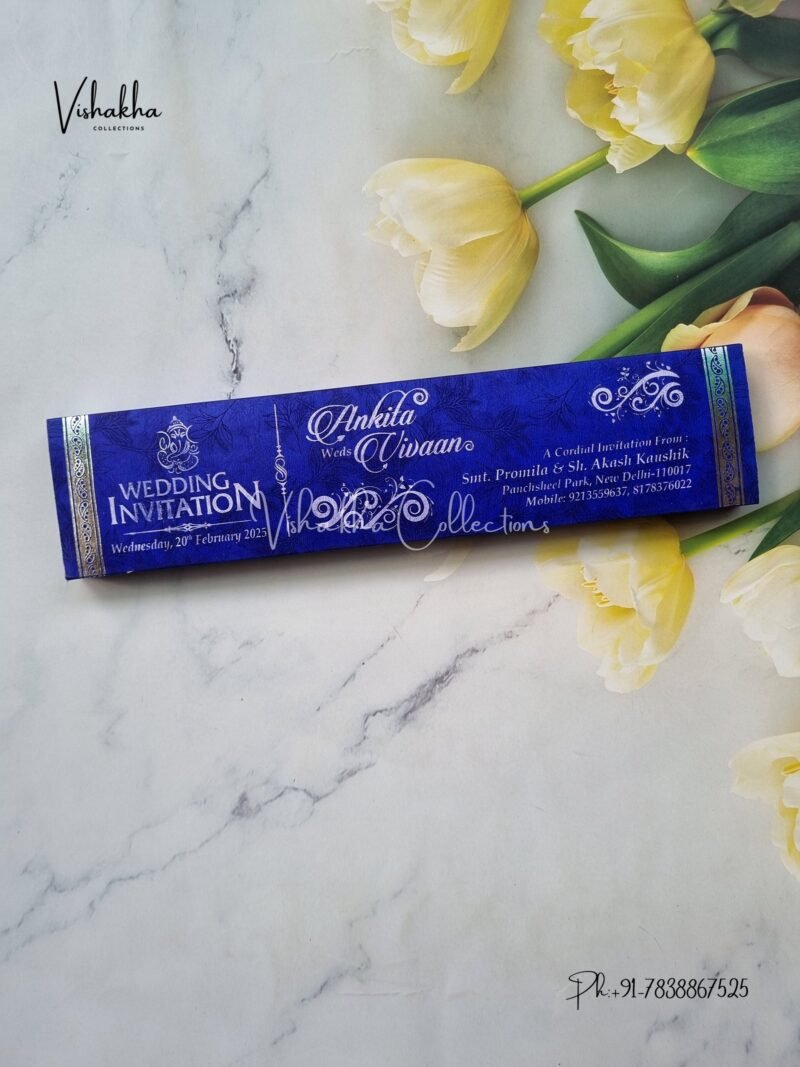 Vishakha
COLLECTIONS
WEDDING
INVITATION
Wednesday, 20th February 2025
Ankita
Weds Vivaan
A Cordial Invitation From :
Smt. Promila & Sh. Akash Kaushik
Panchsheel Park, New Delhi-110017
Mobile: 9213559637, 8178376022
Vishakha Collections
Ph:+91-7838867525